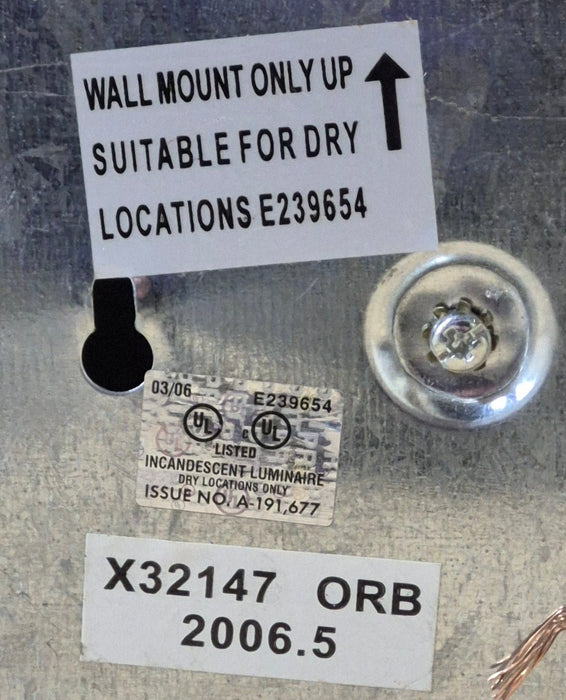 WALL MOUNT ONLY UP
SUITABLE FOR DRY
LOCATIONS E239654
03/06 E239654
UL c UL
LISTED
INCANDESCENT LUMINAIRE
DRY LOCATIONS ONLY
ISSUE NO. A-191,677
X32147 ORB
2006.5